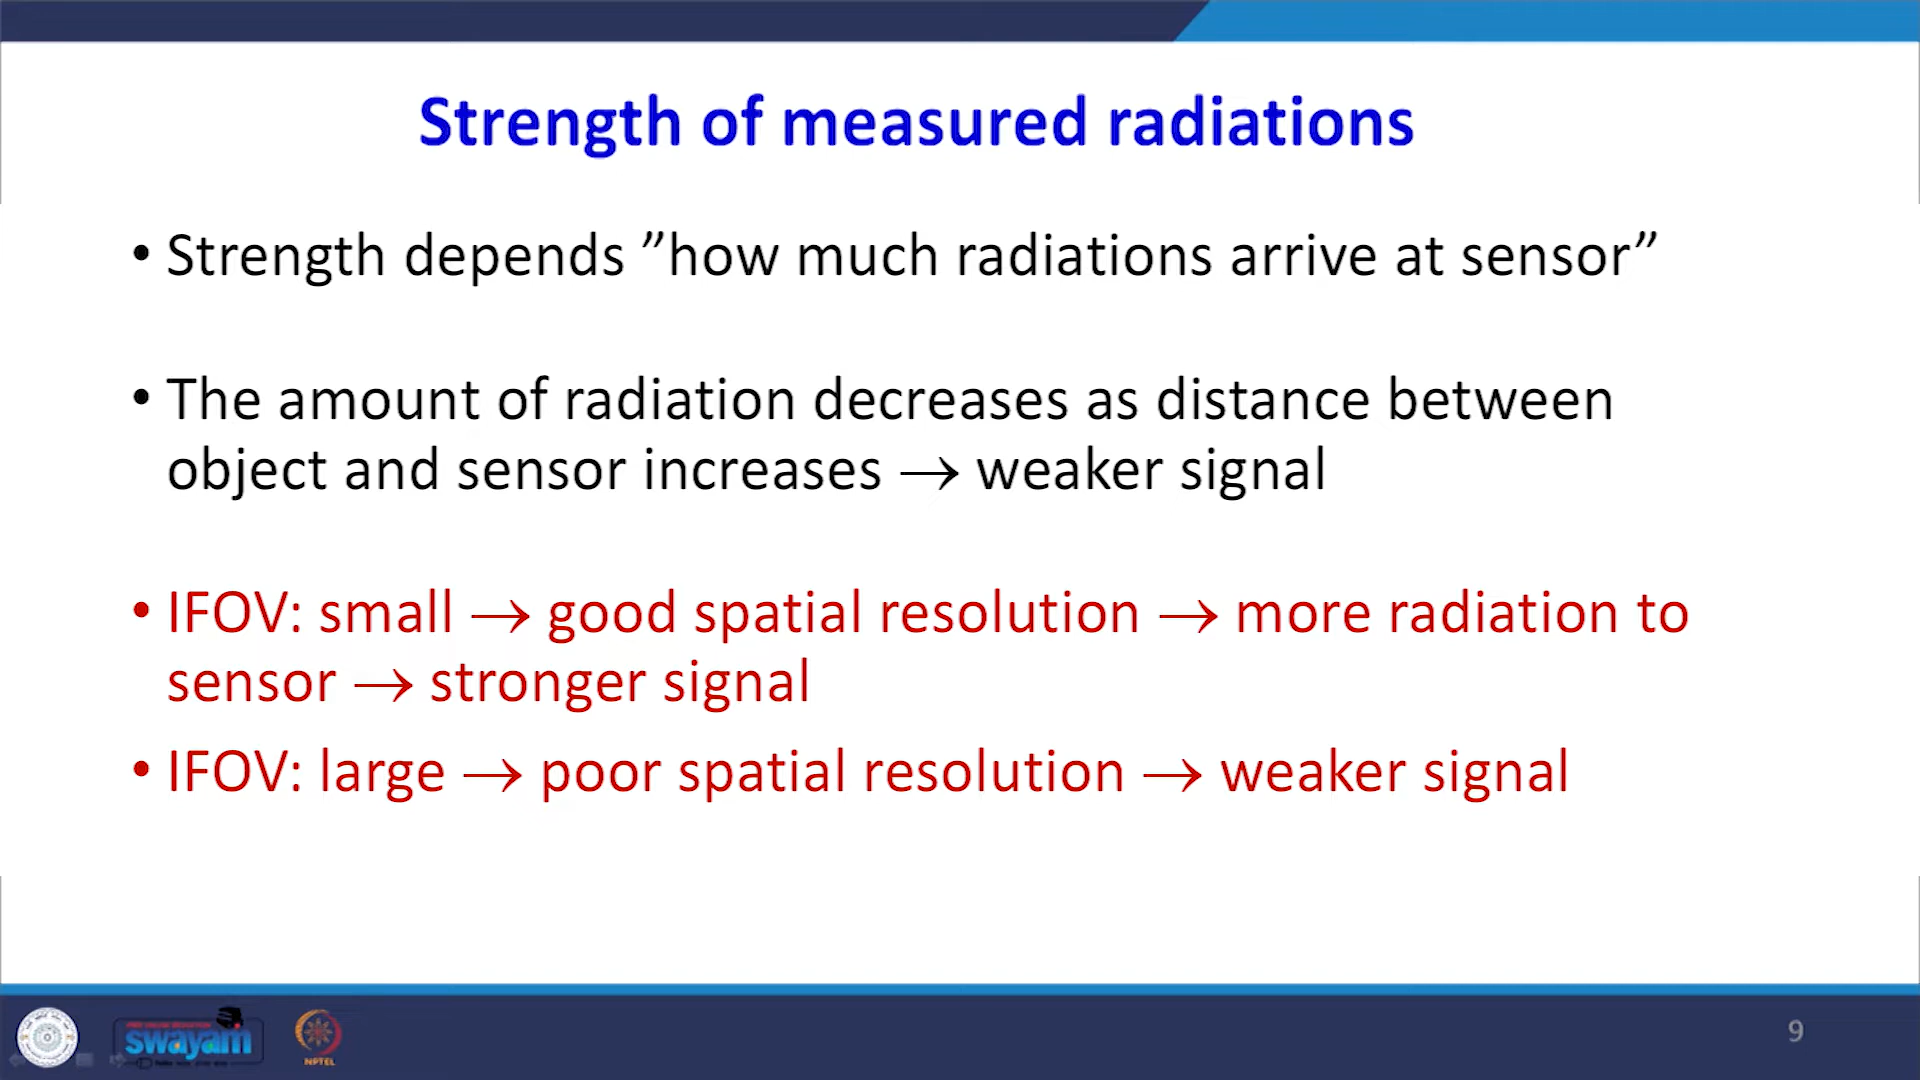 Strength of measured radiations
• Strength depends ”how much radiations arrive at sensor”
• The amount of radiation decreases as distance between
object and sensor increases → weaker signal
• IFOV: small → good spatial resolution → more radiation to
sensor → stronger signal
• IFOV: large → poor spatial resolution → weaker signal
swayam
NPTEL
9